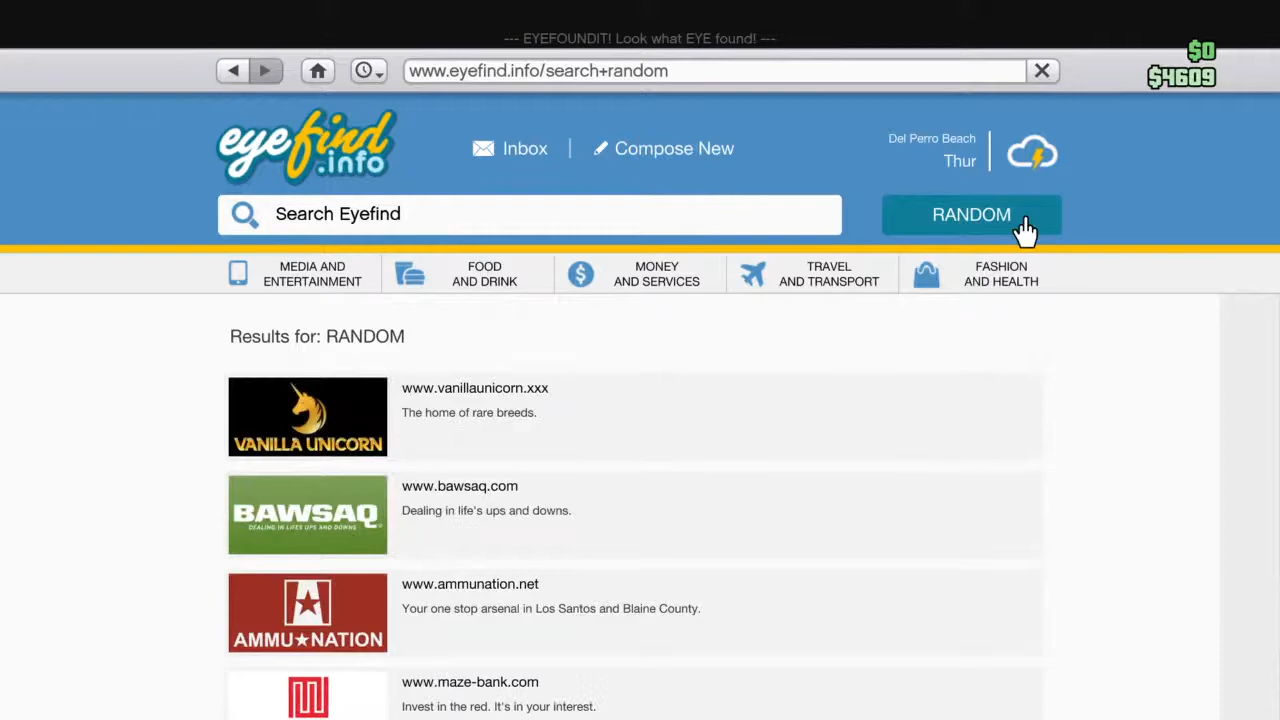 --- EYEFOUNDIT! Look what EYE found! ---
$0
www.eyefind.info/search+random
$4609
eyefind
.info
Inbox
Compose New
Del Perro Beach
Thur
Search Eyefind
RANDOM
MEDIA AND
ENTERTAINMENT
FOOD
AND DRINK
MONEY
AND SERVICES
TRAVEL
AND TRANSPORT
FASHION
AND HEALTH
Results for: RANDOM
VANILLA UNICORN
www.vanillaunicorn.xxx
The home of rare breeds.
BAWSAQ
DEALING IN LIFE'S UPS AND DOWNS
www.bawsaq.com
Dealing in life's ups and downs.
AMMU★NATION
www.ammunation.net
Your one stop arsenal in Los Santos and Blaine County.
www.maze-bank.com
Invest in the red. It's in your interest.